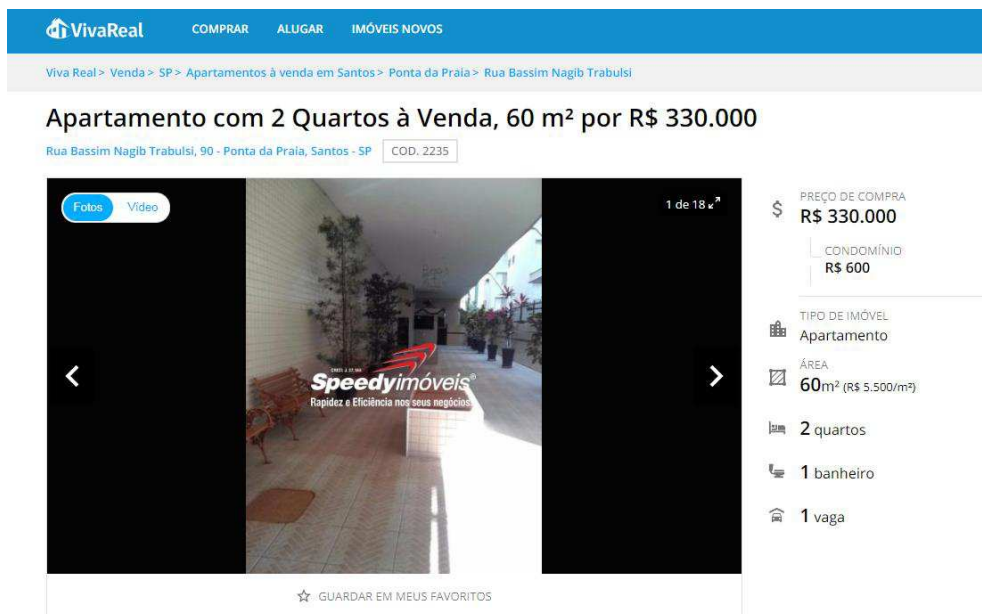 VivaReal COMPRAR ALUGAR IMÓVEIS NOVOS
Viva Real > Venda > SP > Apartamentos à venda em Santos > Ponta da Praia > Rua Bassim Nagib Trabulsi
Apartamento com 2 Quartos à Venda, 60 m² por R$ 330.000
Rua Bassim Nagib Trabulsi, 90 - Ponta da Praia, Santos - SP COD. 2235
Fotos Vídeo
1 de 18
Speedyimóveis®
Rapidez e Eficiência nos seus negócios.
GUARDAR EM MEUS FAVORITOS
PREÇO DE COMPRA
R$ 330.000
CONDOMÍNIO
R$ 600
TIPO DE IMÓVEL
Apartamento
ÁREA
60m² (R$ 5.500/m²)
2 quartos
1 banheiro
1 vaga